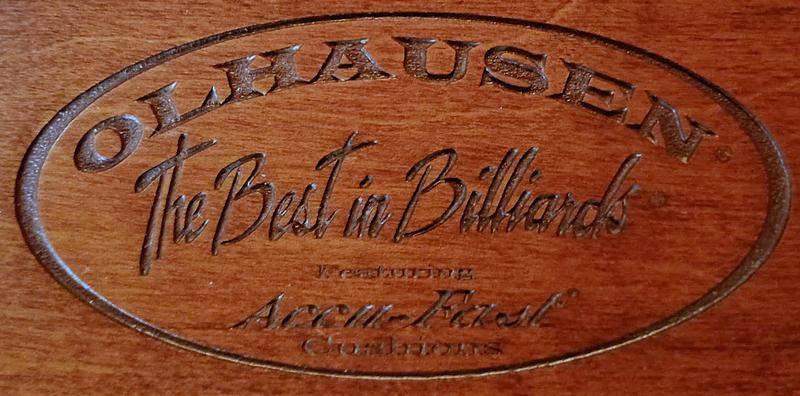 OLHAUSEN®
The Best in Billiards®
Featuring
Accu-Fast®
Cushions